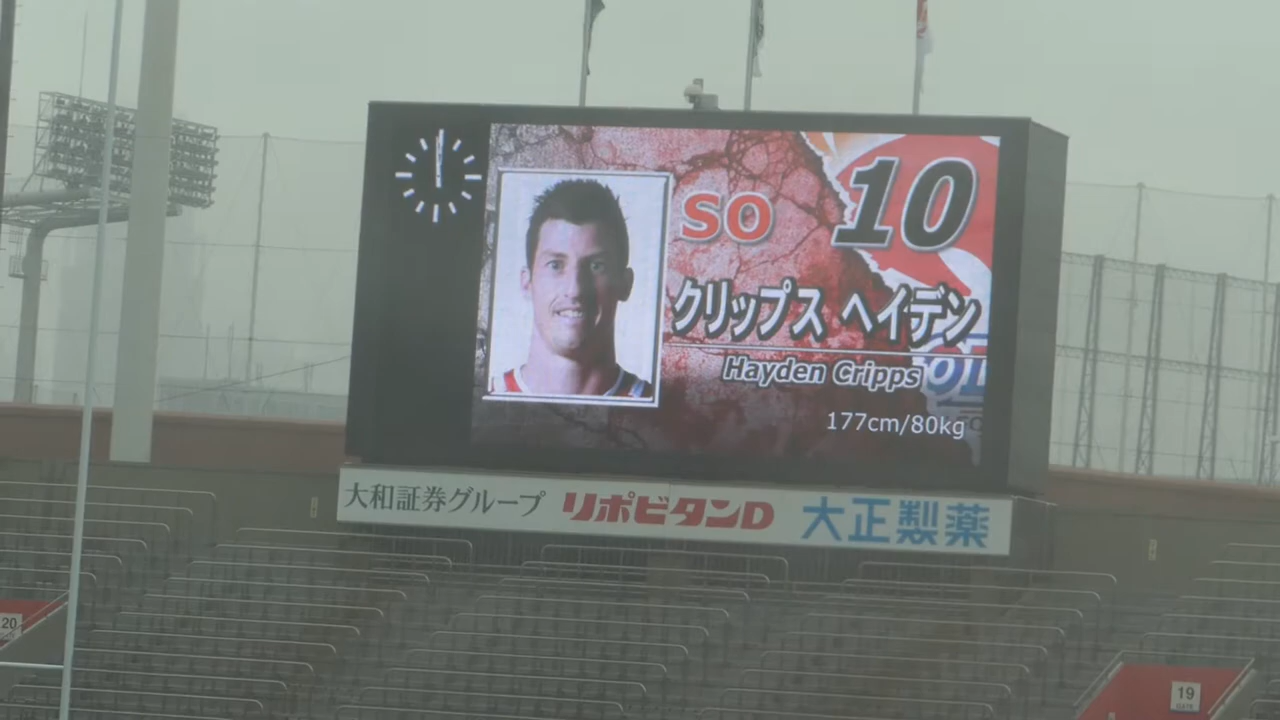 SO
10
クリップス ヘイデン
Hayden Cripps
177cm/80kg
大和証券グループ リポビタンD 大正製薬
20
19